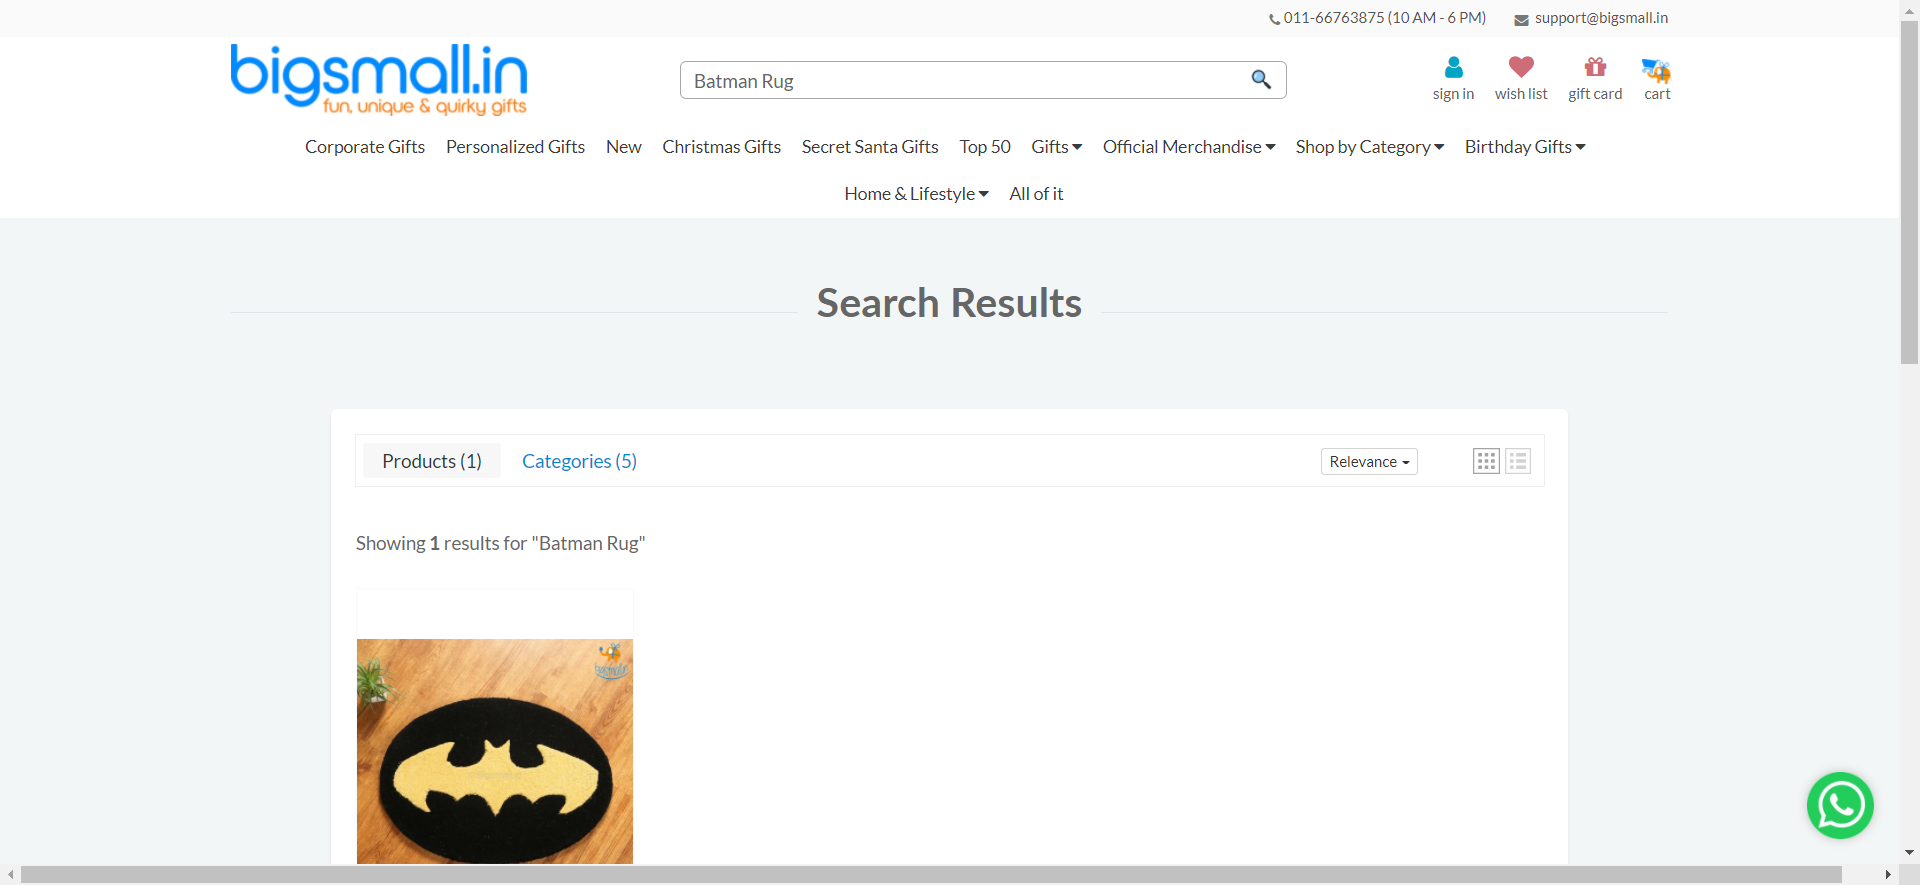 011-66763875 (10 AM - 6 PM) support@bigsmall.in
bigsmall.in
fun, unique & quirky gifts
Batman Rug
sign in wish list gift card cart
Corporate Gifts Personalized Gifts New Christmas Gifts Secret Santa Gifts Top 50 Gifts Official Merchandise Shop by Category Birthday Gifts
Home & Lifestyle All of it
Search Results
Products (1) Categories (5) Relevance
Showing 1 results for "Batman Rug"
bigsmall.in